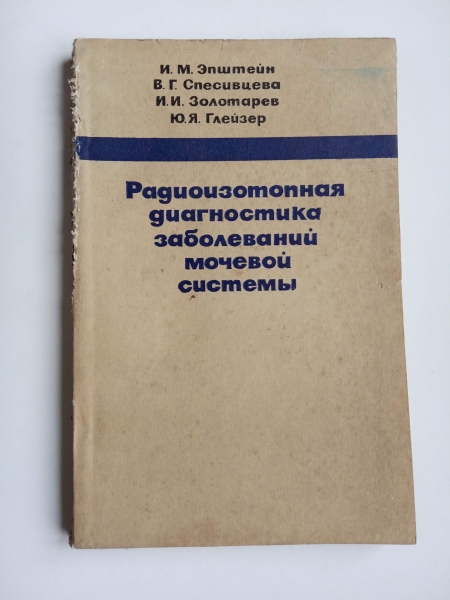 И. М. Эпштейн
В. Г. Спесивцева
И. И. Золотарев
Ю. Я. Глейзер
Радиоизотопная
диагностика
заболеваний
мочевой
системы